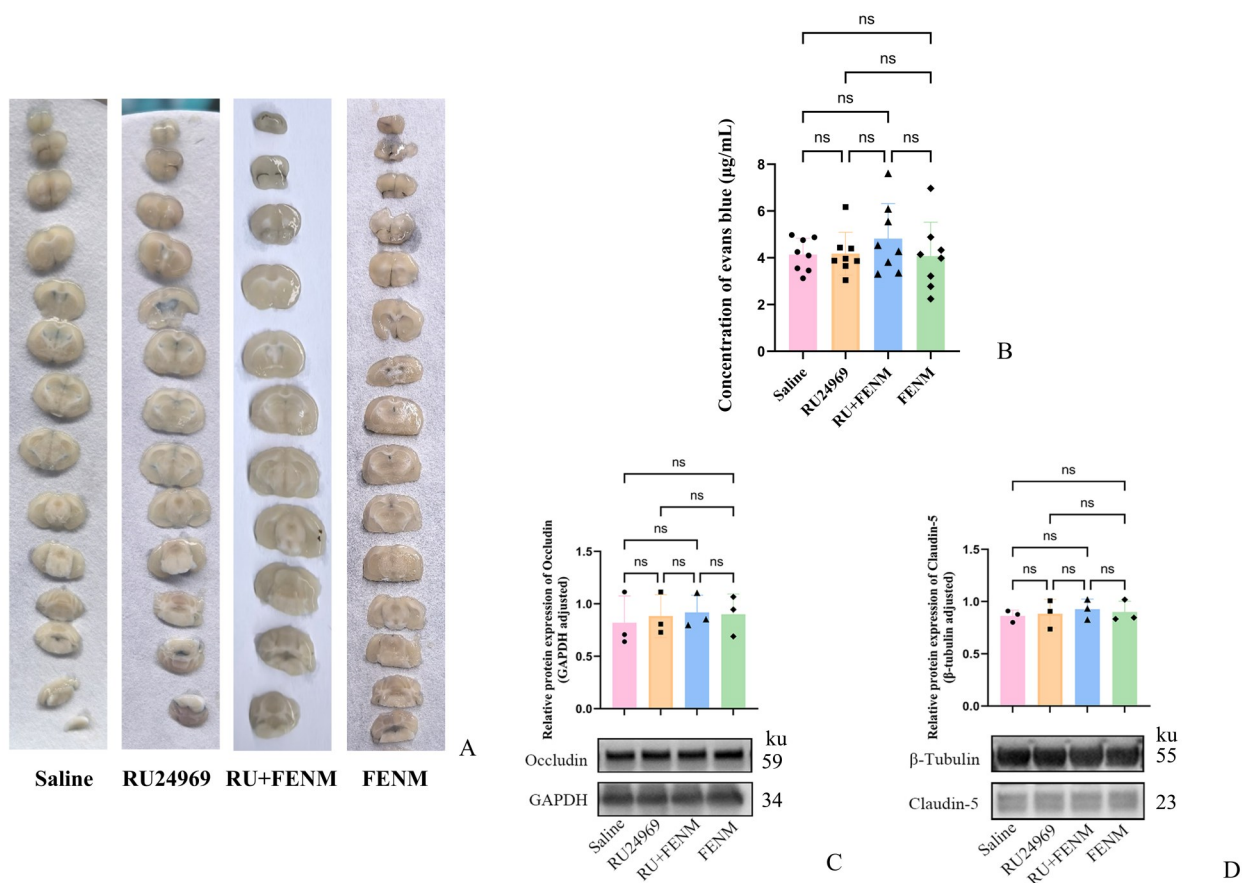 Saline
RU24969
RU+FENM
FENM
A
ns
ns
ns
ns
ns
ns
Concentration of evans blue (μg/mL)
8
6
4
2
0
Saline
RU24969
RU+FENM
FENM
B
ns
ns
ns
ns
ns
ns
Relative protein expression of Occludin
(GAPDH adjusted)
1.5
1.0
0.5
0.0
ku
Occludin
59
GAPDH
34
Saline
RU24969
RU+FENM
FENM
C
ns
ns
ns
ns
ns
ns
Relative protein expression of Claudin-5
(β-tubulin adjusted)
1.5
1.0
0.5
0.0
ku
β-Tubulin
55
Claudin-5
23
Saline
RU24969
RU+FENM
FENM
D